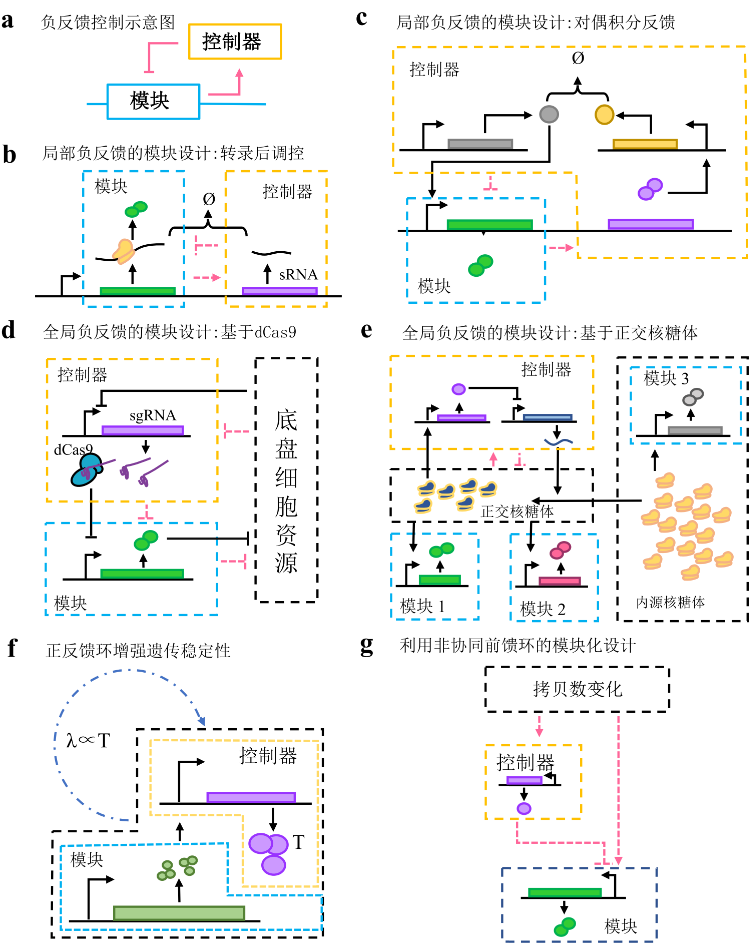 a 负反馈控制示意图
控制器
模块
b 局部负反馈的模块设计:转录后调控
模块
控制器
Ø
sRNA
c 局部负反馈的模块设计:对偶积分反馈
控制器
Ø
模块
d 全局负反馈的模块设计:基于dCas9
控制器
sgRNA
dCas9
模块
底盘细胞资源
e 全局负反馈的模块设计:基于正交核糖体
控制器
模块 3
正交核糖体
模块 1
模块 2
内源核糖体
f 正反馈环增强遗传稳定性
λ∝T
控制器
T
模块
g 利用非协同前馈环的模块化设计
拷贝数变化
控制器
模块